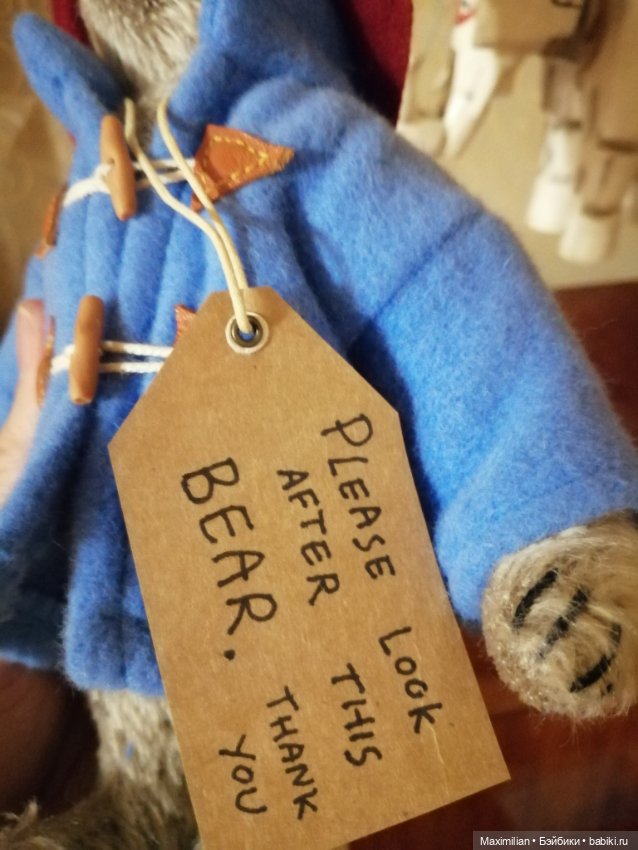 PLEASE LOOK
AFTER THIS
BEAR. THANK
YOU
Maximilian • Бэйбики • babiki.ru